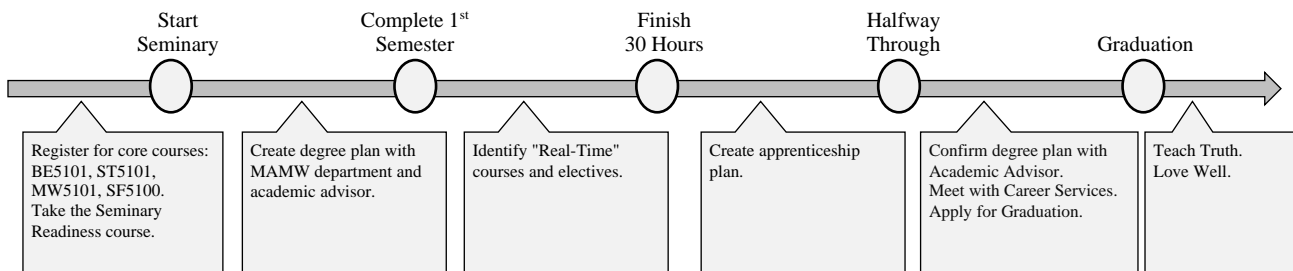 Start
Seminary
Complete 1st
Semester
Finish
30 Hours
Halfway
Through
Graduation
Register for core courses:
BE5101, ST5101,
MW5101, SF5100.
Take the Seminary
Readiness course.
Create degree plan with
MAMW department and
academic advisor.
Identify "Real-Time"
courses and electives.
Create apprenticeship
plan.
Confirm degree plan with
Academic Advisor.
Meet with Career Services.
Apply for Graduation.
Teach Truth.
Love Well.